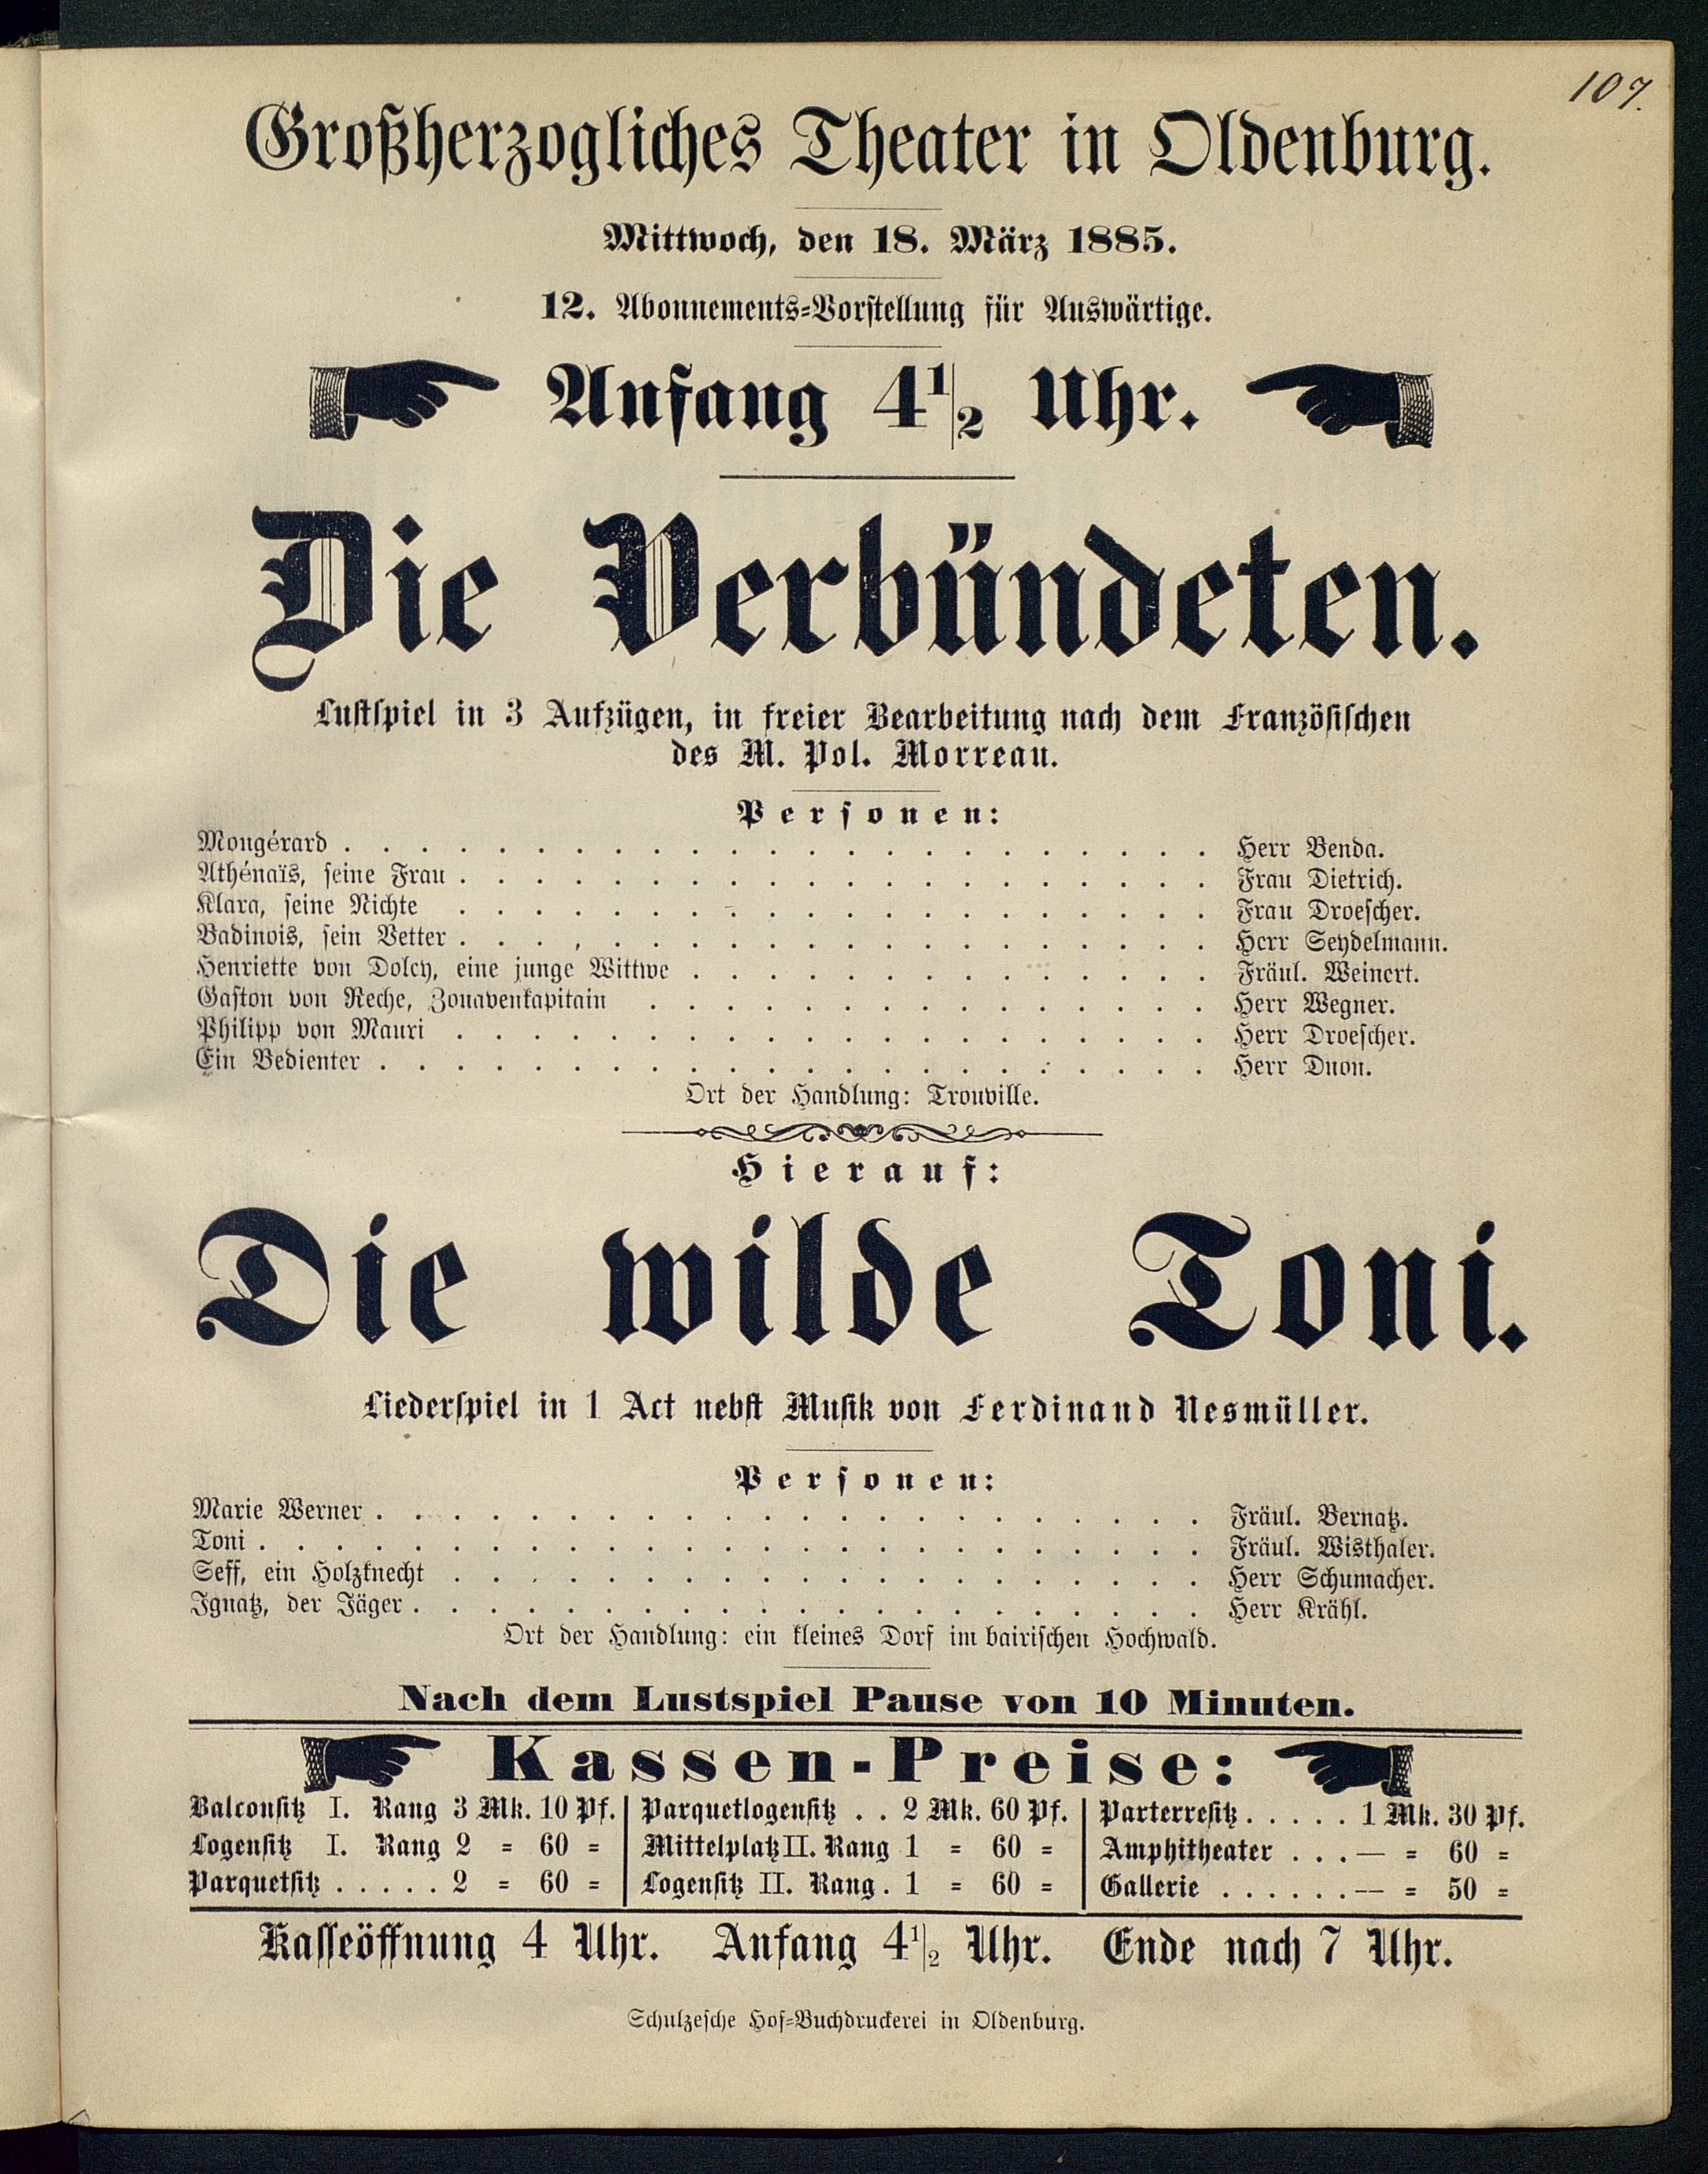 107.
Großherzogliches Theater in Oldenburg.
Mittwoch, den 18. März 1885.
12. Abonnements-Vorstellung für Auswärtige.
Anfang 4 1/2 Uhr.
Die Verbündeten.
Lustspiel in 3 Aufzügen, in freier Bearbeitung nach dem Französischen
des M. Pol. Morreau.
Personen:
Mongérard . . . . . . . . . . Herr Benda.
Athénaïs, seine Frau . . . . . . . . . . Frau Dietrich.
Klara, seine Nichte . . . . . . . . . . Frau Droescher.
Badinois, sein Vetter . . . . . . . . . . Herr Seydelmann.
Henriette von Dolcy, eine junge Wittwe . . . . . . . . . . Fräul. Weinert.
Gaston von Reche, Zouavenkapitain . . . . . . . . . . Herr Wegner.
Philipp von Mauri . . . . . . . . . . Herr Droescher.
Ein Bedienter . . . . . . . . . . Herr Duon.
Ort der Handlung: Trouville.
Hierauf:
Die wilde Toni.
Liederspiel in 1 Act nebst Musik von Ferdinand Nesmüller.
Personen:
Marie Werner . . . . . . . . . . Fräul. Bernatz.
Toni . . . . . . . . . . Fräul. Wisthaler.
Seff, ein Holzknecht . . . . . . . . . . Herr Schumacher.
Ignatz, der Jäger . . . . . . . . . . Herr Krähl.
Ort der Handlung: ein kleines Dorf im bairischen Hochwald.
Nach dem Lustspiel Pause von 10 Minuten.
Kassen-Preise:
Balconsitz I. Rang 3 Mk. 10 Pf. | Parquetlogensitz . . 2 Mk. 60 Pf. | Parterresitz . . . . . 1 Mk. 30 Pf.
Logensitz I. Rang 2 = 60 = | Mittelplatz II. Rang 1 = 60 = | Amphitheater . . . — = 60 =
Parquetsitz . . . . . 2 = 60 = | Logensitz II. Rang . 1 = 60 = | Gallerie . . . . . . — = 50 =
Kasseöffnung 4 Uhr. Anfang 4 1/2 Uhr. Ende nach 7 Uhr.
Schulzesche Hof-Buchdruckerei in Oldenburg.